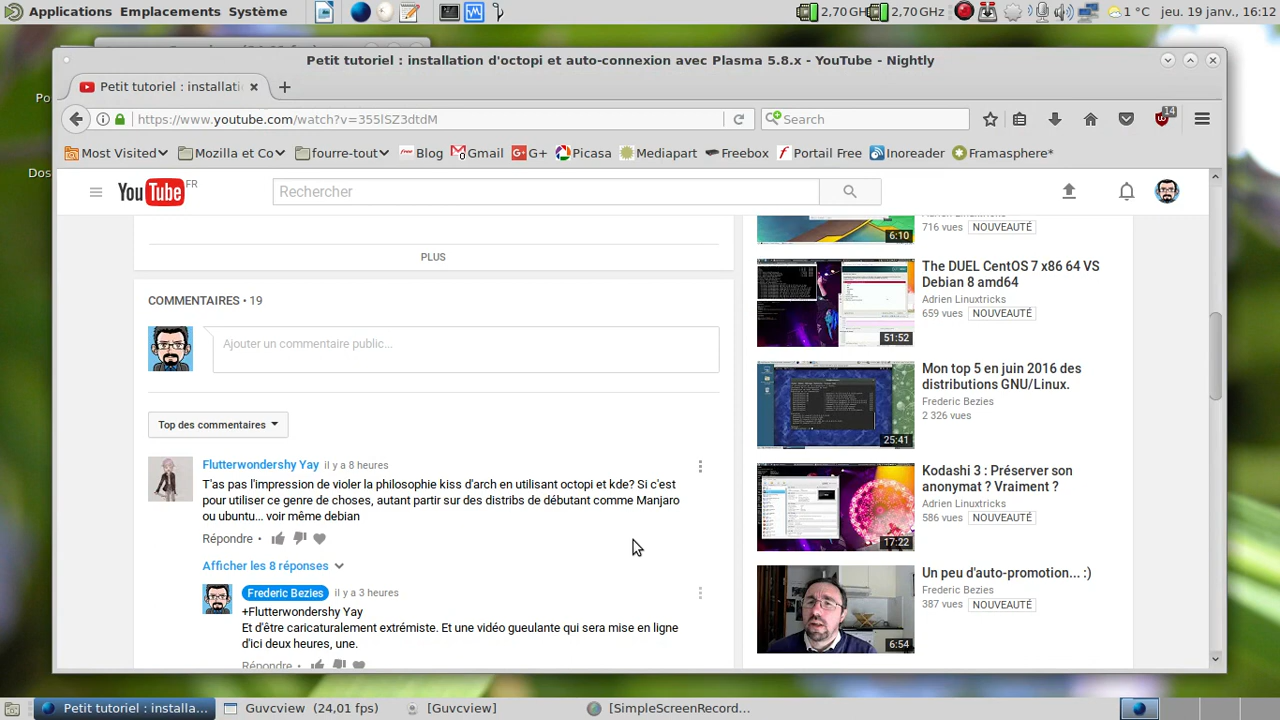 Applications Emplacements Système
2,70 GHz 2,70 GHz 1 °C jeu. 19 janv., 16:12
Petit tutoriel : installation d'octopi et auto-connexion avec Plasma 5.8.x - YouTube - Nightly
Petit tutoriel : installati
https://www.youtube.com/watch?v=355lSZ3dtdM
Search
14
Most Visited Mozilla et Co fourre-tout Blog Gmail G+ Picasa Mediapart Freebox Portail Free Inoreader Framasphere*
YouTube FR
Rechercher
PLUS
COMMENTAIRES • 19
Ajouter un commentaire public...
Top des commentaires
Flutterwondershy Yay il y a 8 heures
T'as pas l'impression de violer la philosophie kiss d'arch en utilisant octopi et kde? Si c'est
pour utiliser ce genre de choses, autant partir sur des distros pour débutant comme Manjaro
ou ubuntu... voir même debian.
Répondre •
Afficher les 8 réponses
Frederic Bezies il y a 3 heures
+Flutterwondershy Yay
Et d'être caricaturalement extrémiste. Et une vidéo gueulante qui sera mise en ligne
d'ici deux heures, une.
Répondre •
6:10
716 vues NOUVEAUTÉ
The DUEL CentOS 7 x86 64 VS
Debian 8 amd64
Adrien Linuxtricks
659 vues NOUVEAUTÉ
51:52
Mon top 5 en juin 2016 des
distributions GNU/Linux.
Frederic Bezies
2 326 vues
25:41
Kodashi 3 : Préserver son
anonymat ? Vraiment ?
Adrien Linuxtricks
586 vues NOUVEAUTÉ
17:22
Un peu d'auto-promotion... :)
Frederic Bezies
387 vues NOUVEAUTÉ
6:54
Petit tutoriel : installa... Guvcview (24,01 fps) [Guvcview] [SimpleScreenRecord...